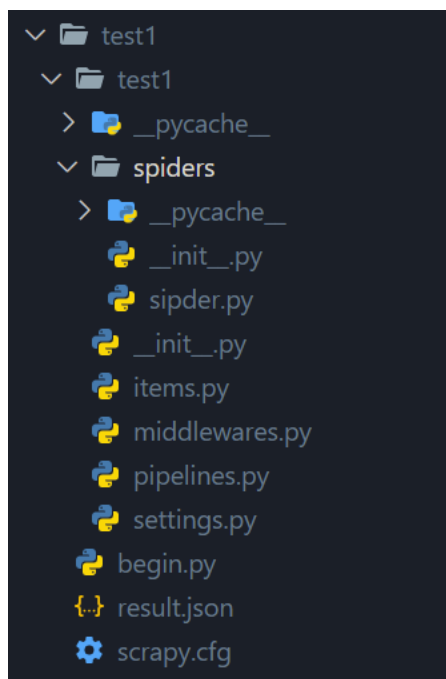 test1
test1
__pycache__
spiders
__pycache__
__init__.py
sipder.py
__init__.py
items.py
middlewares.py
pipelines.py
settings.py
begin.py
{..} result.json
scrapy.cfg